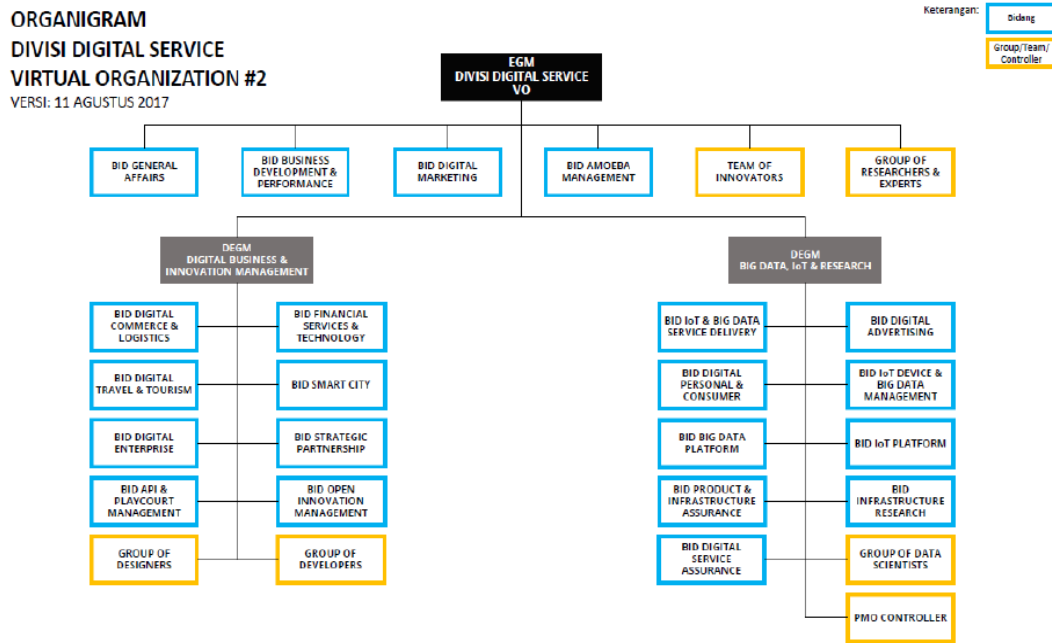 ORGANIGRAM
DIVISI DIGITAL SERVICE
VIRTUAL ORGANIZATION #2
VERSI: 11 AGUSTUS 2017
Keterangan:
Bidang
Group/Team/
Controller
EGM
DIVISI DIGITAL SERVICE
VO
BID GENERAL
AFFAIRS
BID BUSINESS
DEVELOPMENT &
PERFORMANCE
BID DIGITAL
MARKETING
BID AMOEBA
MANAGEMENT
TEAM OF
INNOVATORS
GROUP OF
RESEARCHERS &
EXPERTS
DEGM
DIGITAL BUSINESS &
INNOVATION MANAGEMENT
BID DIGITAL
COMMERCE &
LOGISTICS
BID FINANCIAL
SERVICES &
TECHNOLOGY
BID DIGITAL
TRAVEL & TOURISM
BID SMART CITY
BID DIGITAL
ENTERPRISE
BID STRATEGIC
PARTNERSHIP
BID API &
PLAYCOURT
MANAGEMENT
BID OPEN
INNOVATION
MANAGEMENT
GROUP OF
DESIGNERS
GROUP OF
DEVELOPERS
DEGM
BIG DATA, IoT & RESEARCH
BID IoT & BIG DATA
SERVICE DELIVERY
BID DIGITAL
ADVERTISING
BID DIGITAL
PERSONAL &
CONSUMER
BID IoT DEVICE &
BIG DATA
MANAGEMENT
BID BIG DATA
PLATFORM
BID IoT PLATFORM
BID PRODUCT &
INFRASTRUCTURE
ASSURANCE
BID
INFRASTRUCTURE
RESEARCH
BID DIGITAL
SERVICE
ASSURANCE
GROUP OF DATA
SCIENTISTS
PMO CONTROLLER